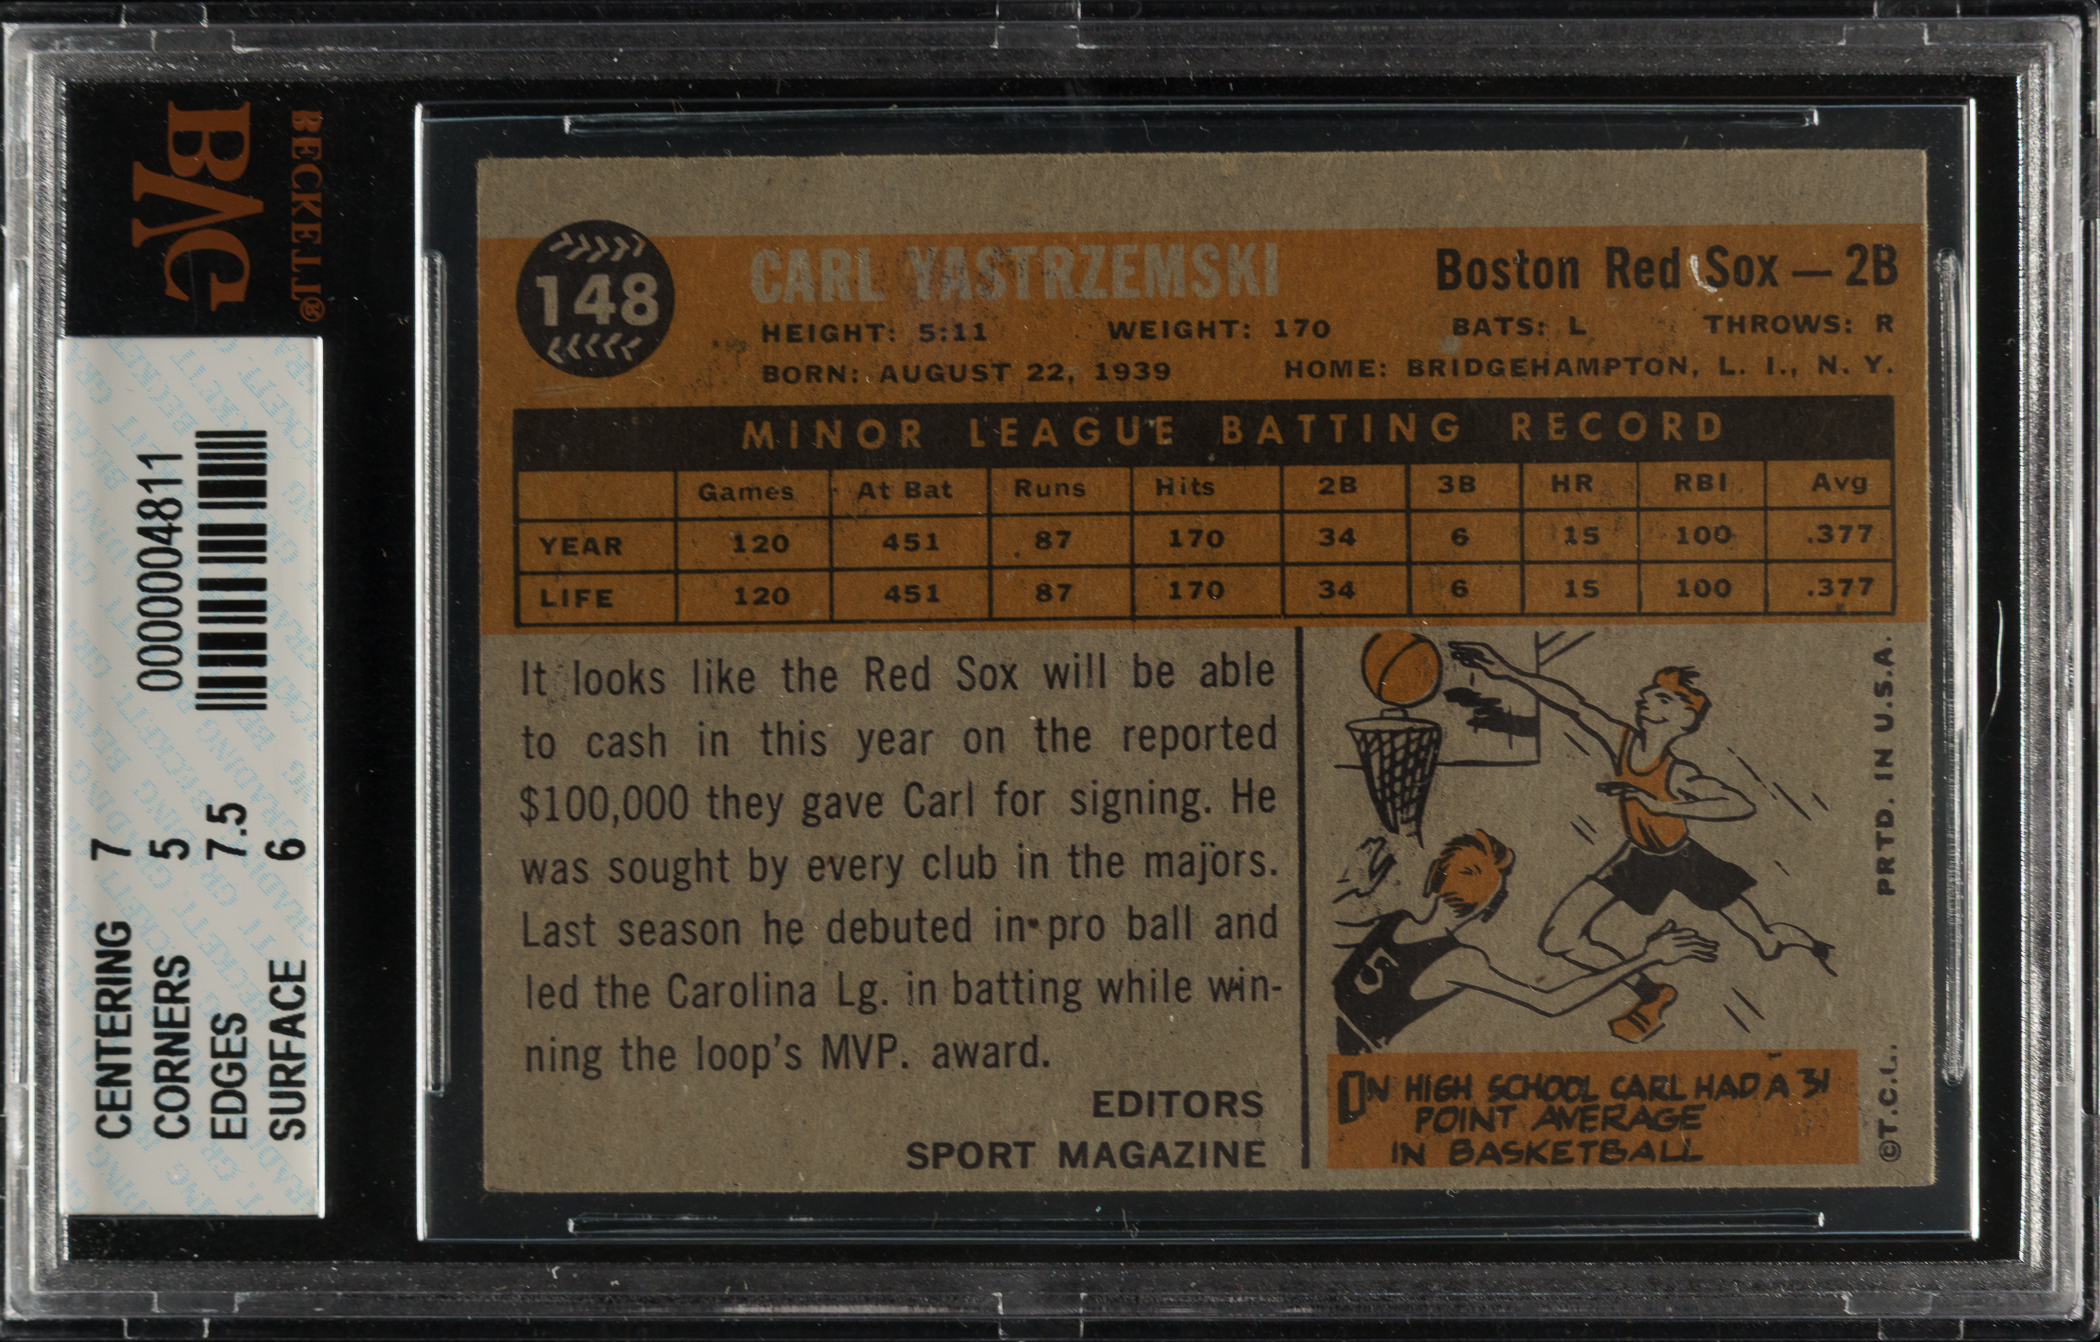 BVG
BECKETT®
0000004811
CENTERING 7
CORNERS 5
EDGES 7.5
SURFACE 6
148
CARL YASTRZEMSKI
Boston Red Sox — 2B
HEIGHT: 5:11 WEIGHT: 170 BATS: L THROWS: R
BORN: AUGUST 22, 1939 HOME: BRIDGEHAMPTON, L. I., N. Y.
MINOR LEAGUE BATTING RECORD
Games At Bat Runs Hits 2B 3B HR RBI Avg
YEAR 120 451 87 170 34 6 15 100 .377
LIFE 120 451 87 170 34 6 15 100 .377
It looks like the Red Sox will be able
to cash in this year on the reported
$100,000 they gave Carl for signing. He
was sought by every club in the majors.
Last season he debuted in pro ball and
led the Carolina Lg. in batting while win-
ning the loop's MVP. award.
EDITORS
SPORT MAGAZINE
5
IN HIGH SCHOOL CARL HAD A 31
POINT AVERAGE
IN BASKETBALL
©T.C.G. PRTD. IN U.S.A.